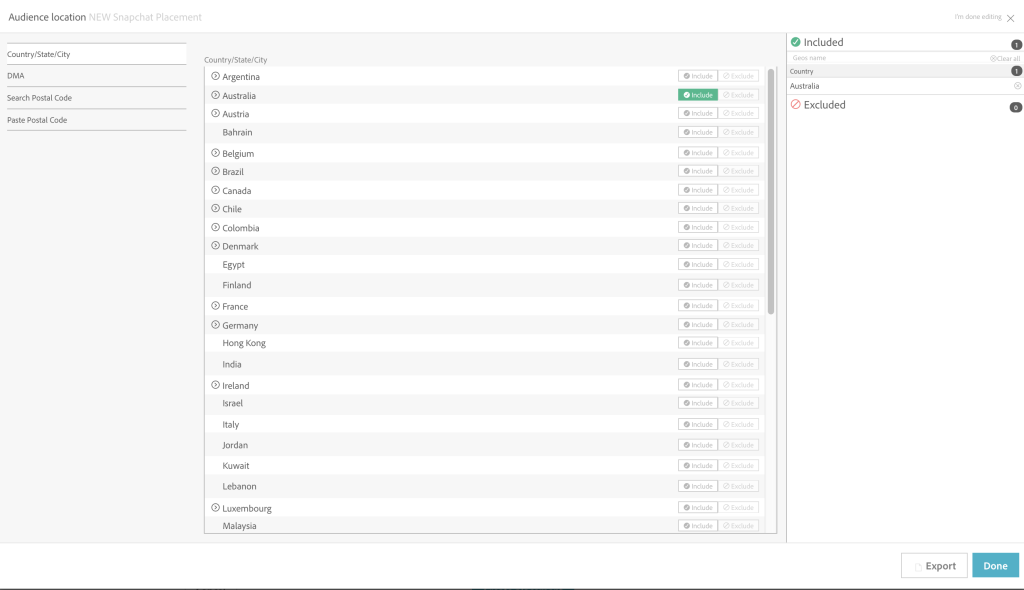 Audience location NEW Snapchat Placement
I'm done editing
Country/State/City
DMA
Search Postal Code
Paste Postal Code
Country/State/City
Argentina Include Exclude
Australia Include Exclude
Austria Include Exclude
Bahrain Include Exclude
Belgium Include Exclude
Brazil Include Exclude
Canada Include Exclude
Chile Include Exclude
Colombia Include Exclude
Denmark Include Exclude
Egypt Include Exclude
Finland Include Exclude
France Include Exclude
Germany Include Exclude
Hong Kong Include Exclude
India Include Exclude
Ireland Include Exclude
Israel Include Exclude
Italy Include Exclude
Jordan Include Exclude
Kuwait Include Exclude
Lebanon Include Exclude
Luxembourg Include Exclude
Malaysia Include Exclude
Included 1
Geos name Clear all
Country 1
Australia
Excluded 0
Export Done